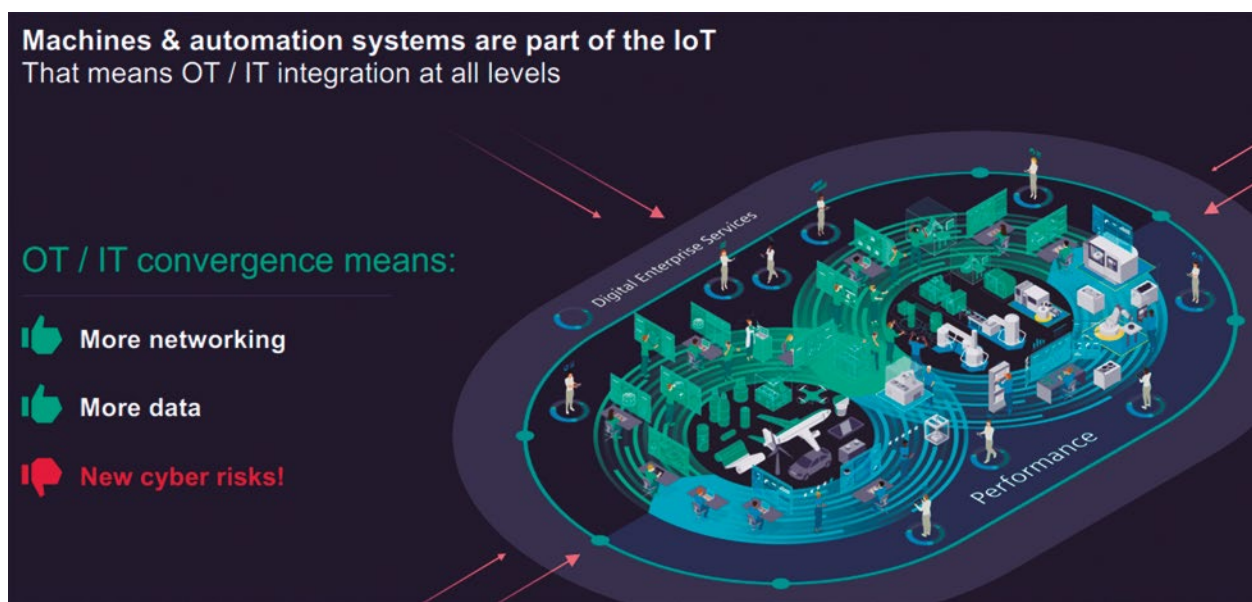 Machines & automation systems are part of the IoT
That means OT / IT integration at all levels
OT / IT convergence means:
More networking
More data
New cyber risks!
Digital Enterprise Services
Performance